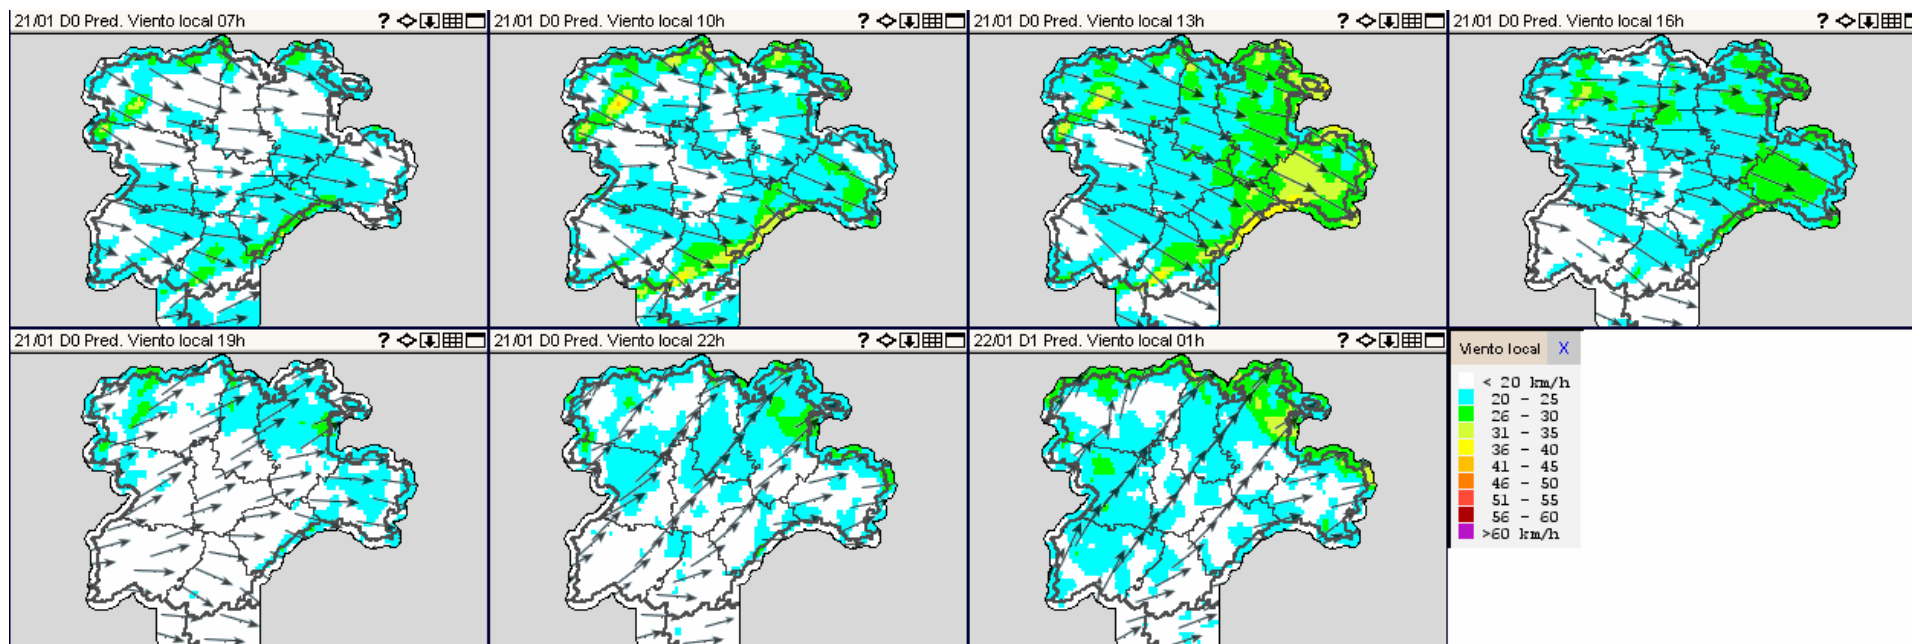 21/01 D0 Pred. Viento local 07h ?
21/01 D0 Pred. Viento local 10h ?
21/01 D0 Pred. Viento local 13h ?
21/01 D0 Pred. Viento local 16h ?
21/01 D0 Pred. Viento local 19h ?
21/01 D0 Pred. Viento local 22h ?
22/01 D1 Pred. Viento local 01h ?
Viento local X
< 20 km/h
20 - 25
26 - 30
31 - 35
36 - 40
41 - 45
46 - 50
51 - 55
56 - 60
>60 km/h